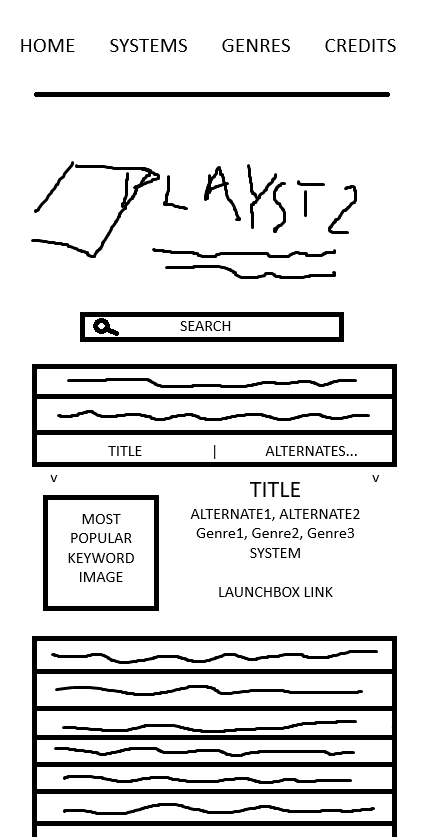 HOME SYSTEMS GENRES CREDITS
PLAYST2
SEARCH
TITLE | ALTERNATES...
v v
TITLE
ALTERNATE1, ALTERNATE2
Genre1, Genre2, Genre3
SYSTEM
LAUNCHBOX LINK
MOST
POPULAR
KEYWORD
IMAGE